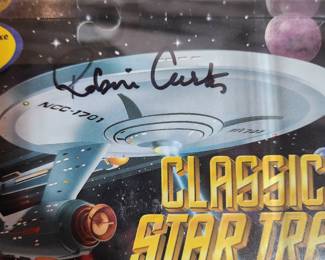 Robin Curtis
NCC-1701
CLASSIC
STAR TRE